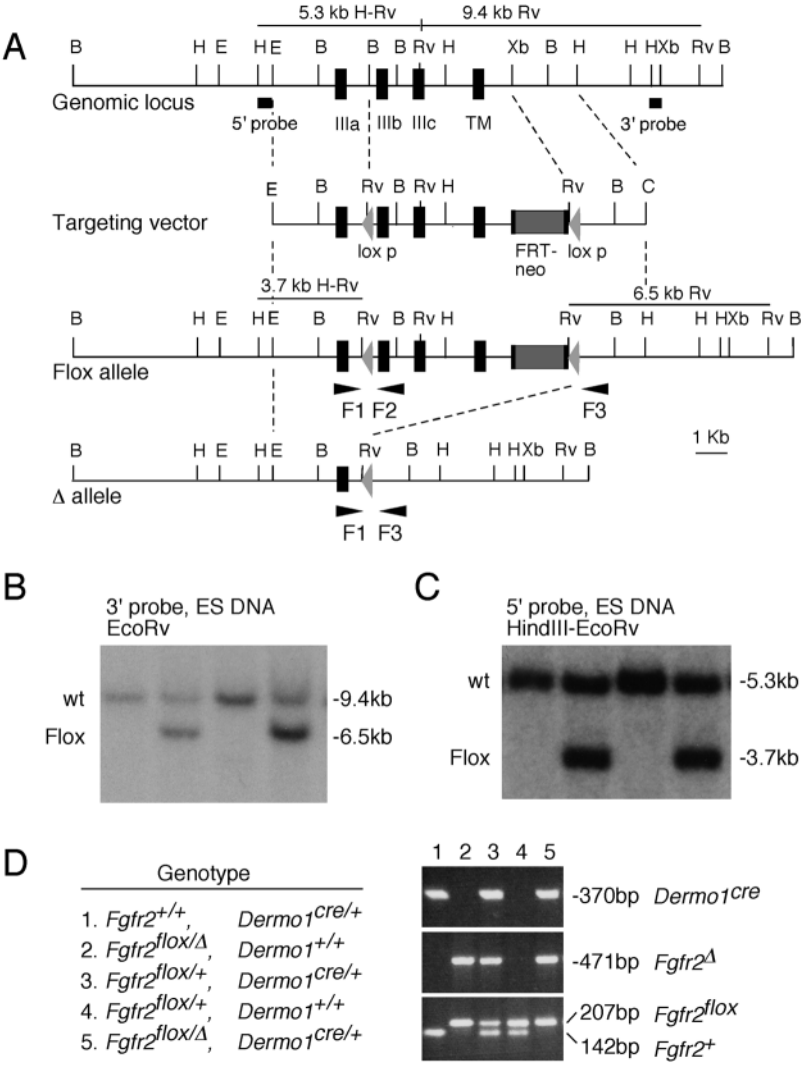 A
5.3 kb H-Rv 9.4 kb Rv
B H E H E B B B Rv H Xb B H H H Xb Rv B
Genomic locus
5' probe IIIa IIIb IIIc TM 3' probe
E B Rv B Rv H Rv B C
Targeting vector
lox p FRT-neo lox p
3.7 kb H-Rv 6.5 kb Rv
B H E H E B Rv B Rv H Rv B H H HXb Rv B
Flox allele
F1 F2 F3
B H E H E B Rv B H H HXb Rv B
1 Kb
Δ allele
F1 F3
B
3' probe, ES DNA
EcoRv
wt -9.4kb
Flox -6.5kb
C
5' probe, ES DNA
HindIII-EcoRv
wt -5.3kb
Flox -3.7kb
D
Genotype
1. Fgfr2+/+, Dermo1cre/+
2. Fgfr2flox/Δ, Dermo1+/+
3. Fgfr2flox/+, Dermo1cre/+
4. Fgfr2flox/+, Dermo1+/+
5. Fgfr2flox/Δ, Dermo1cre/+
1 2 3 4 5
-370bp Dermo1cre
-471bp Fgfr2Δ
207bp Fgfr2flox
142bp Fgfr2+